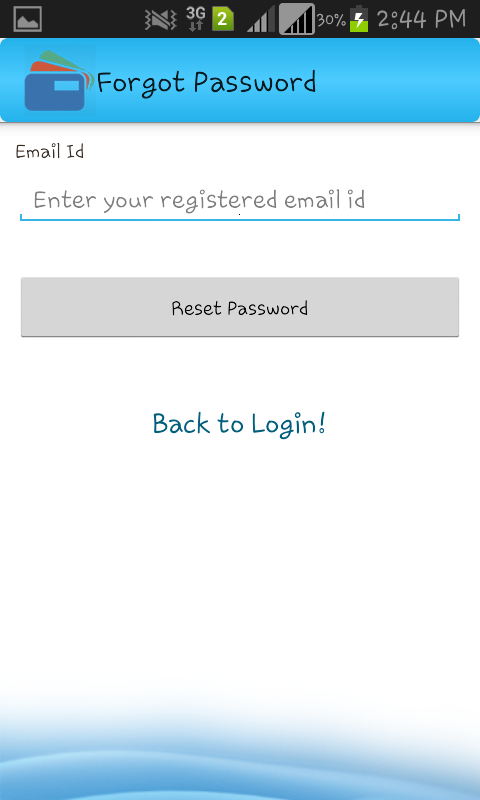 3G 2 30% 2:44 PM
Forgot Password
Email Id
Enter your registered email id
Reset Password
Back to Login!